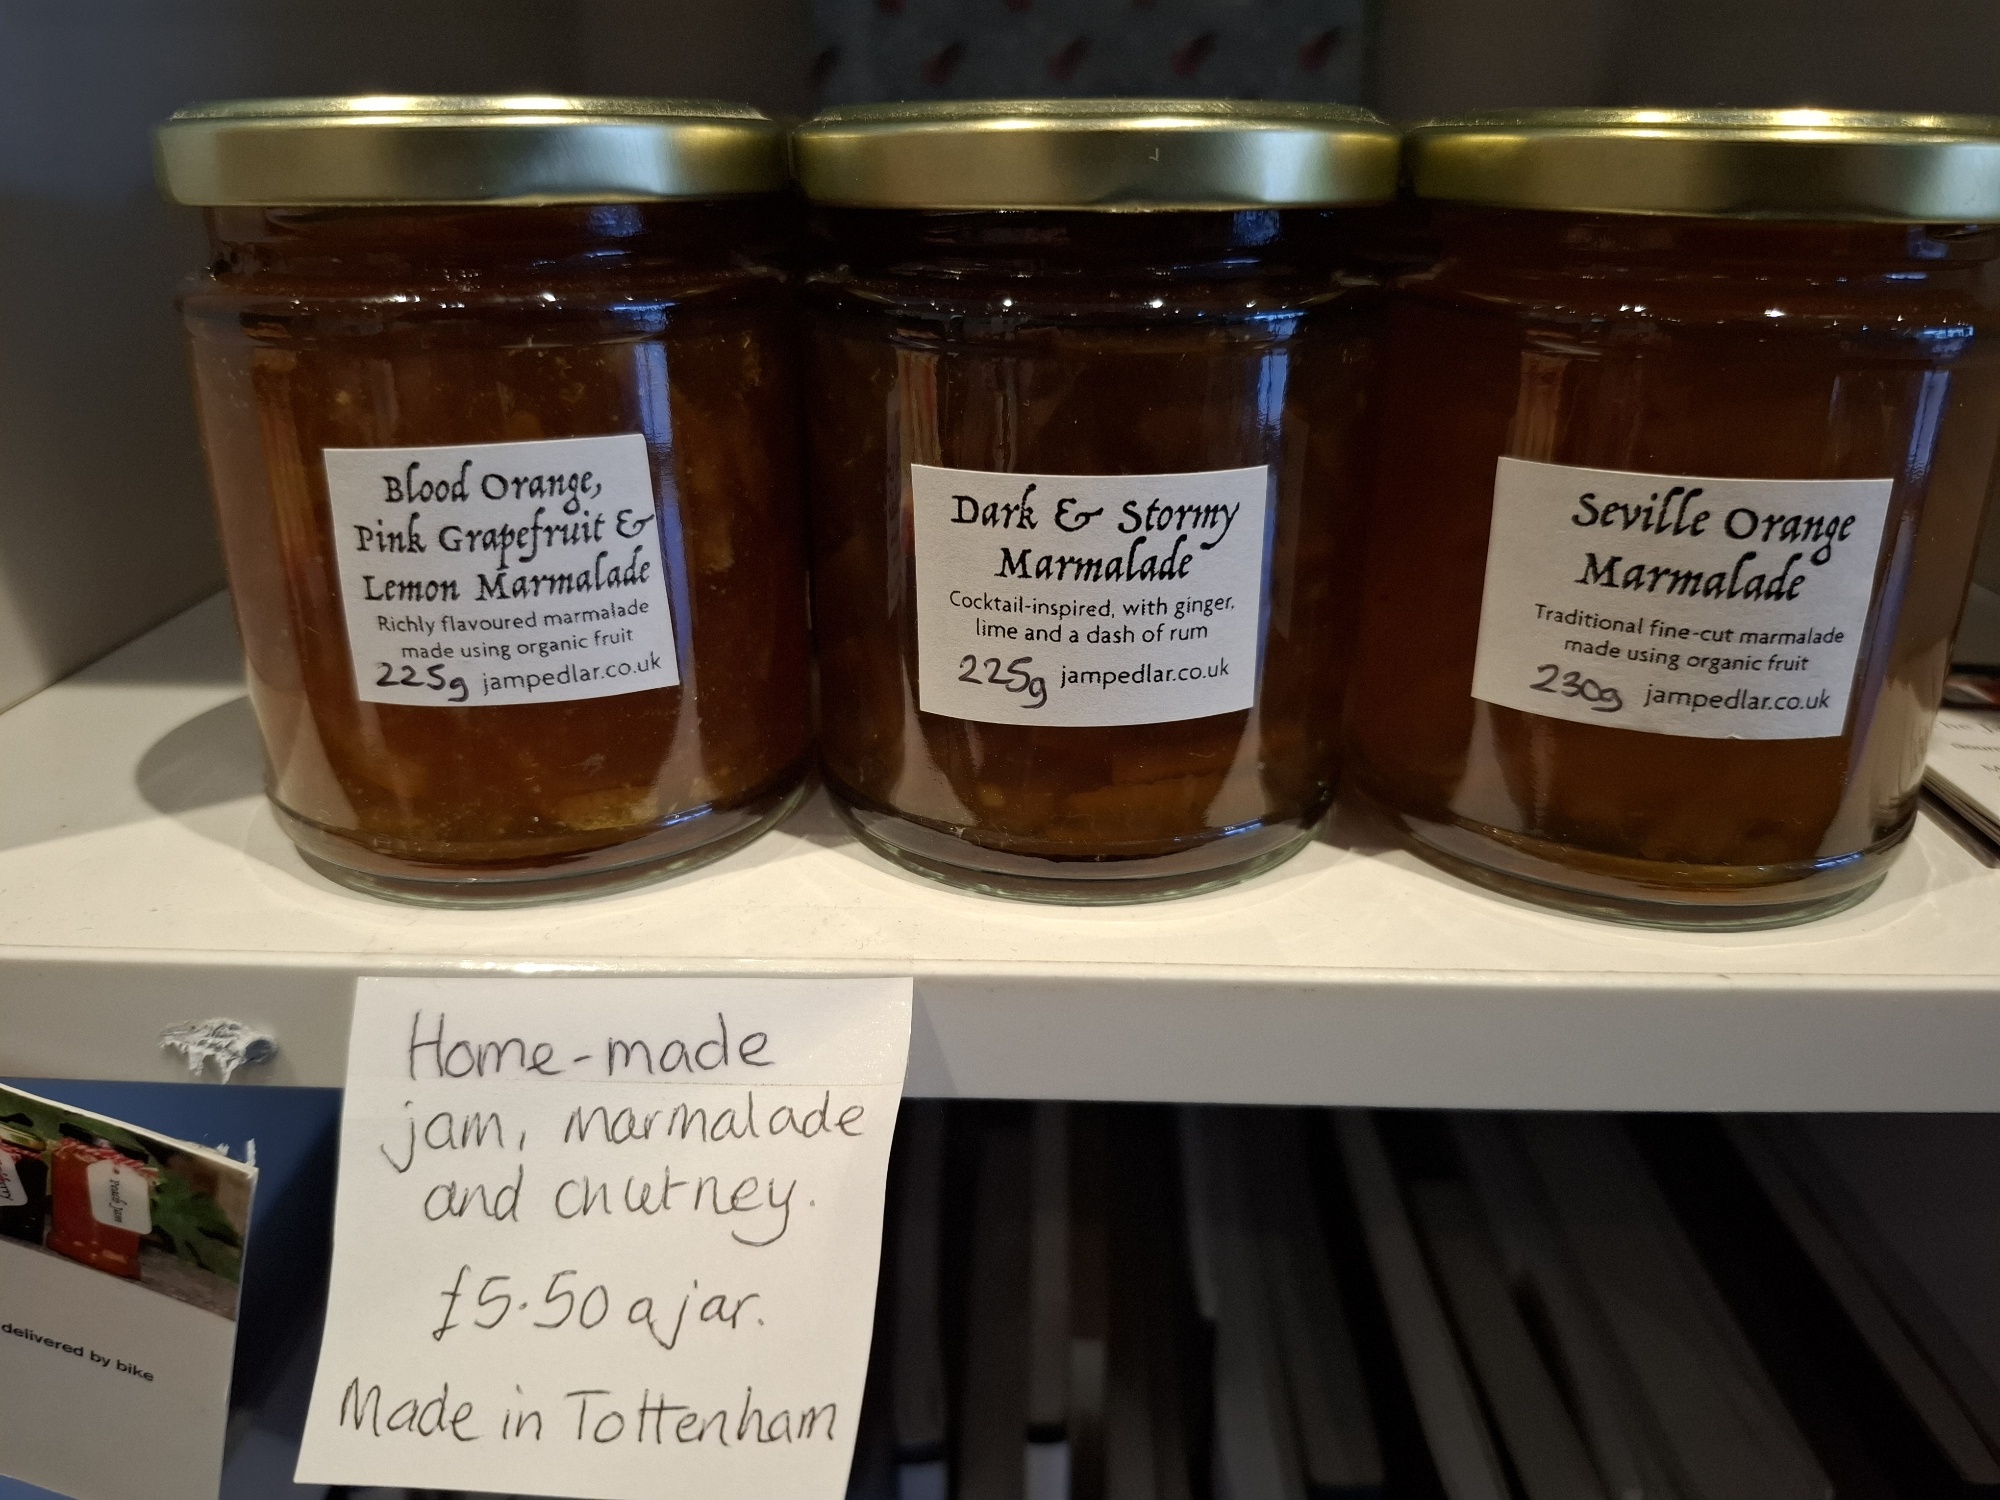 Blood Orange,
Pink Grapefruit &
Lemon Marmalade
Richly flavoured marmalade
made using organic fruit
225g jampedlar.co.uk
Dark & Stormy
Marmalade
Cocktail-inspired, with ginger,
lime and a dash of rum
225g jampedlar.co.uk
Seville Orange
Marmalade
Traditional fine-cut marmalade
made using organic fruit
230g jampedlar.co.uk
Home-made
jam, marmalade
and chutney.
£5.50 a jar.
Made in Tottenham
Peach Jam
delivered by bike